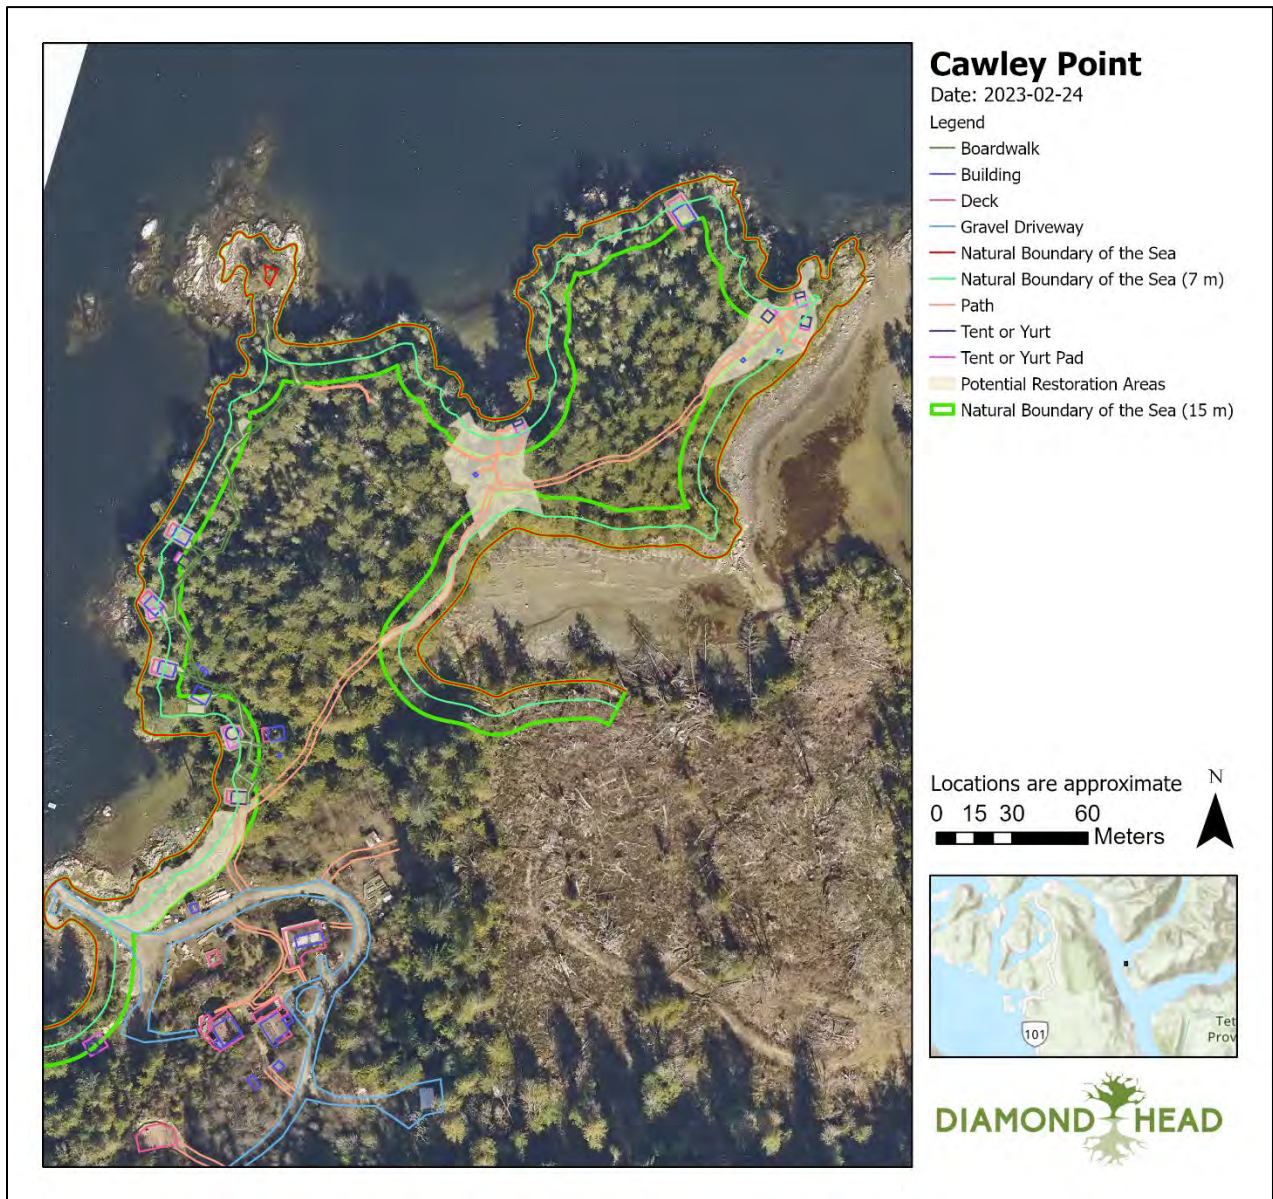 Cawley Point
Date: 2023-02-24
Legend
Boardwalk
Building
Deck
Gravel Driveway
Natural Boundary of the Sea
Natural Boundary of the Sea (7 m)
Path
Tent or Yurt
Tent or Yurt Pad
Potential Restoration Areas
Natural Boundary of the Sea (15 m)
Locations are approximate
N
0 15 30 60
Meters
101
Tet
Prov
DIAMOND HEAD